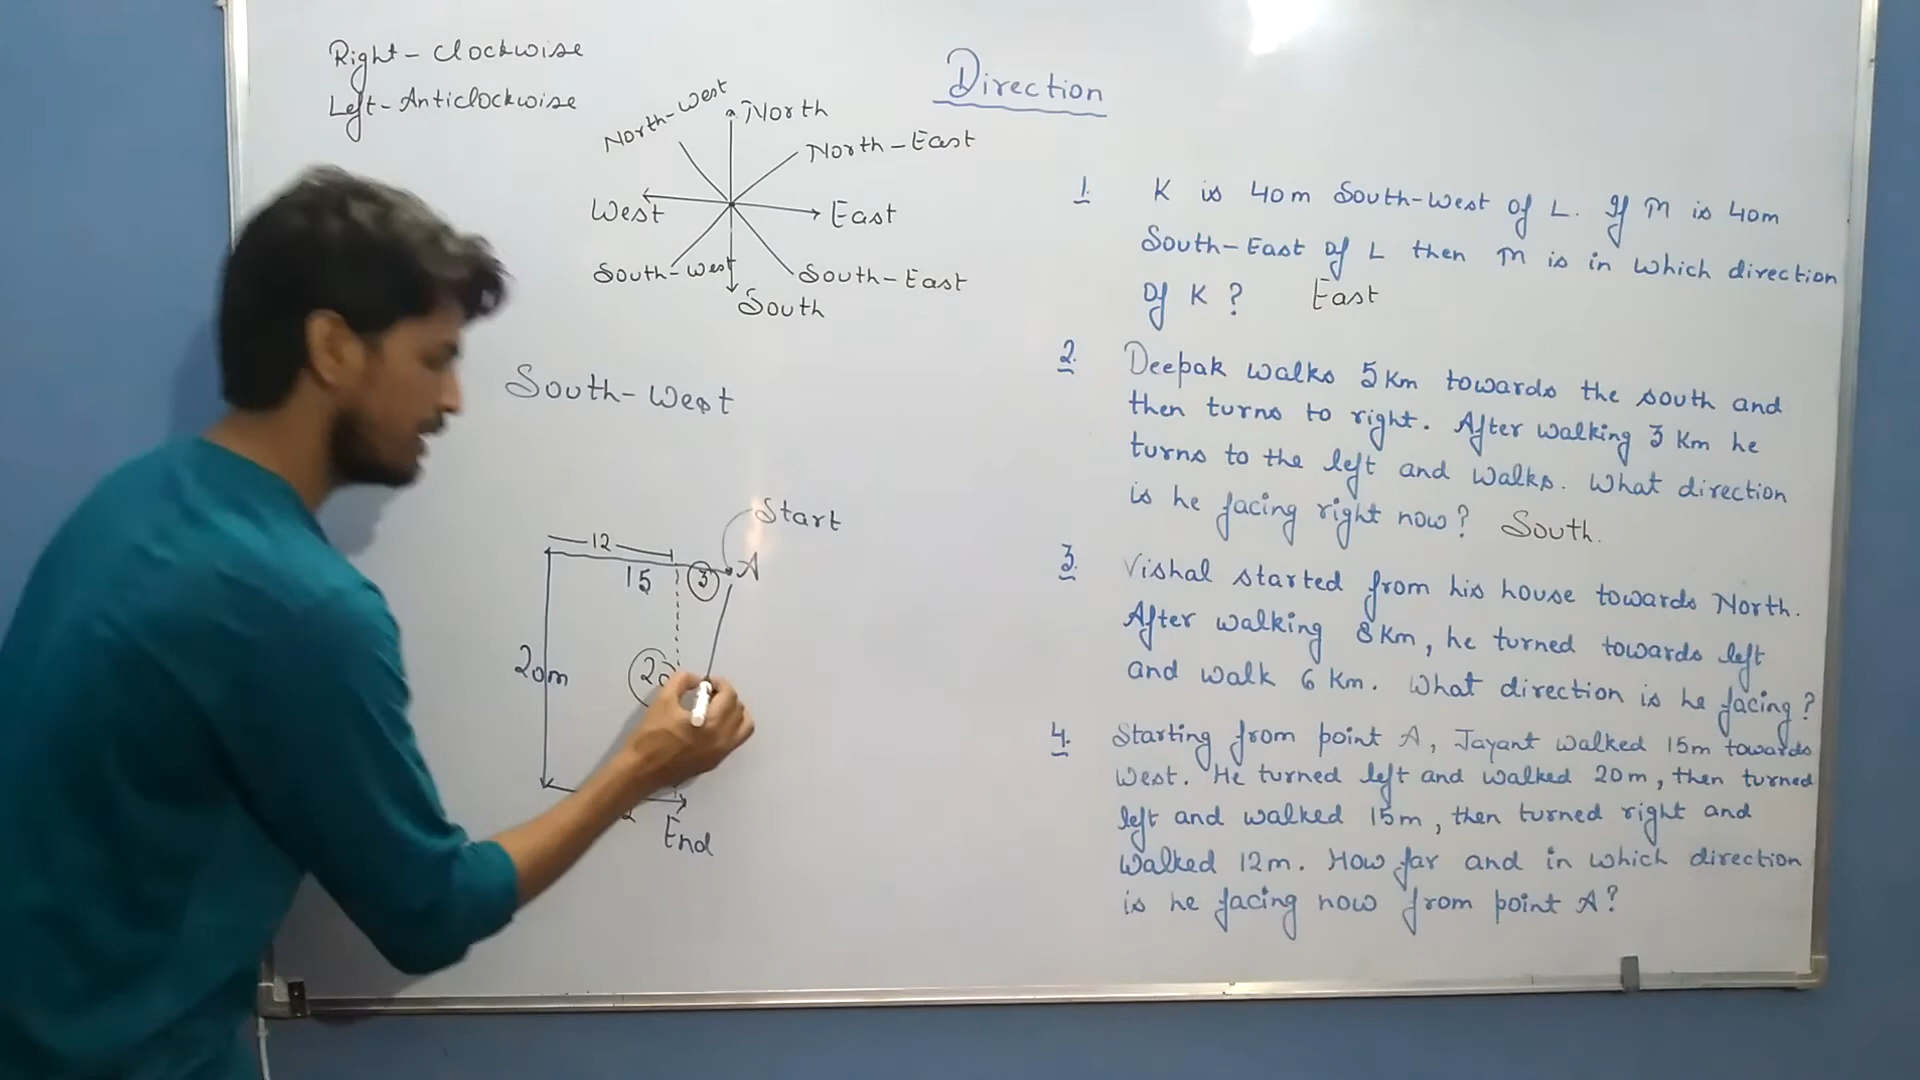 Right - Clockwise
Left - Anticlockwise
Direction
North-West
North
North-East
West
East
South-West
South-East
South
1. K is 40m South-West of L. If M is 40m
South-East of L then M is in which direction
of K? East
2. Deepak walks 5Km towards the south and
then turns to right. After walking 3 Km he
turns to the left and walks. What direction
is he facing right now? South.
3. Vishal started from his house towards North.
After walking 8Km, he turned towards left
and walk 6 Km. What direction is he facing?
4. Starting from point A, Jayant walked 15m towards
West. He turned left and walked 20m, then turned
left and walked 15m, then turned right and
walked 12m. How far and in which direction
is he facing now from point A?
South-West
Start
12
15
3
A
20m
End